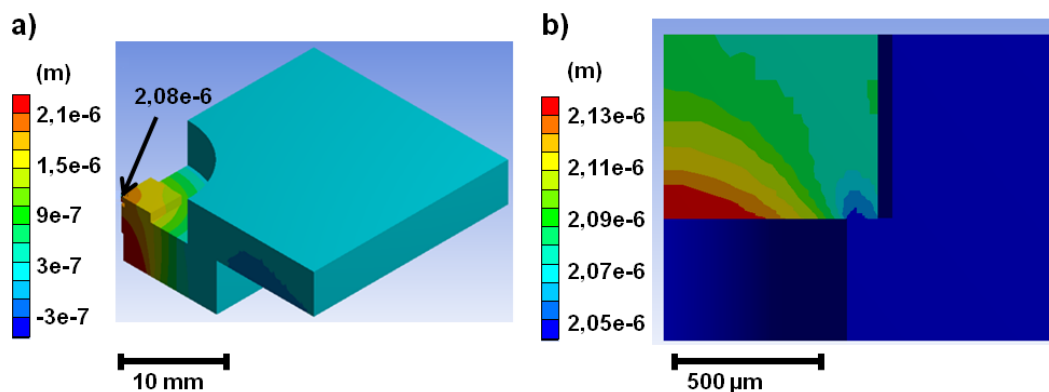 a)
(m)
2,08e-6
2,1e-6
1,5e-6
9e-7
3e-7
-3e-7
10 mm
b)
(m)
2,13e-6
2,11e-6
2,09e-6
2,07e-6
2,05e-6
500 µm